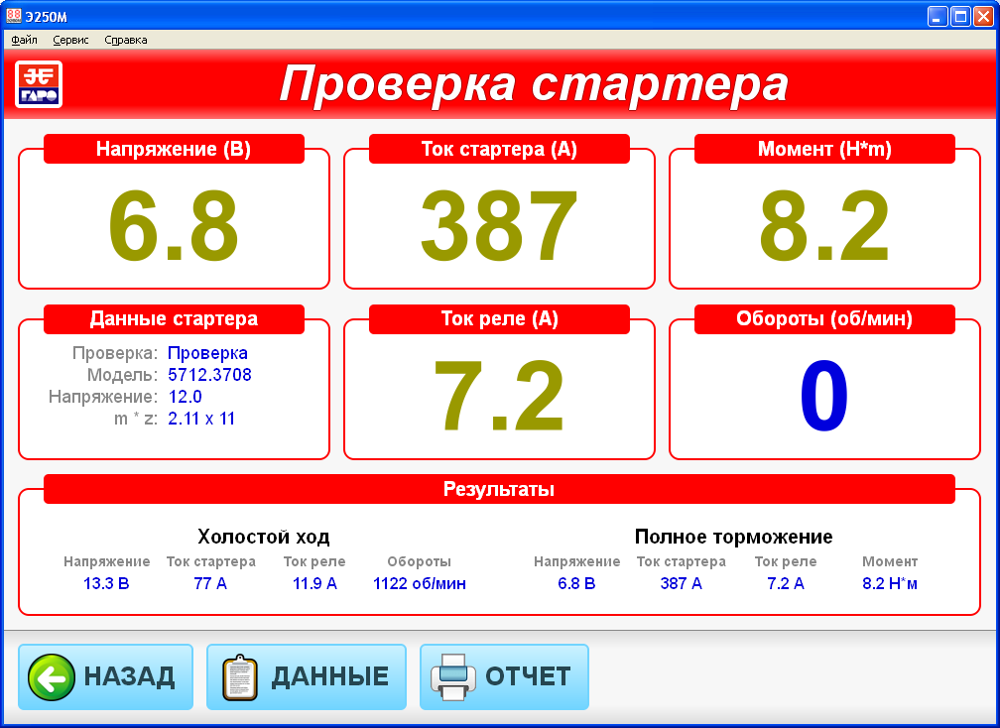 Э250М
Файл Сервис Справка
ГАРО
Проверка стартера
Напряжение (В)
6.8
Ток стартера (А)
387
Момент (Н*m)
8.2
Данные стартера
Проверка: Проверка
Модель: 5712.3708
Напряжение: 12.0
m * z: 2.11 x 11
Ток реле (А)
7.2
Обороты (об/мин)
0
Результаты
Холостой ход
Напряжение Ток стартера Ток реле Обороты
13.3 В 77 А 11.9 А 1122 об/мин
Полное торможение
Напряжение Ток стартера Ток реле Момент
6.8 В 387 А 7.2 А 8.2 Н*м
НАЗАД
ДАННЫЕ
ОТЧЕТ